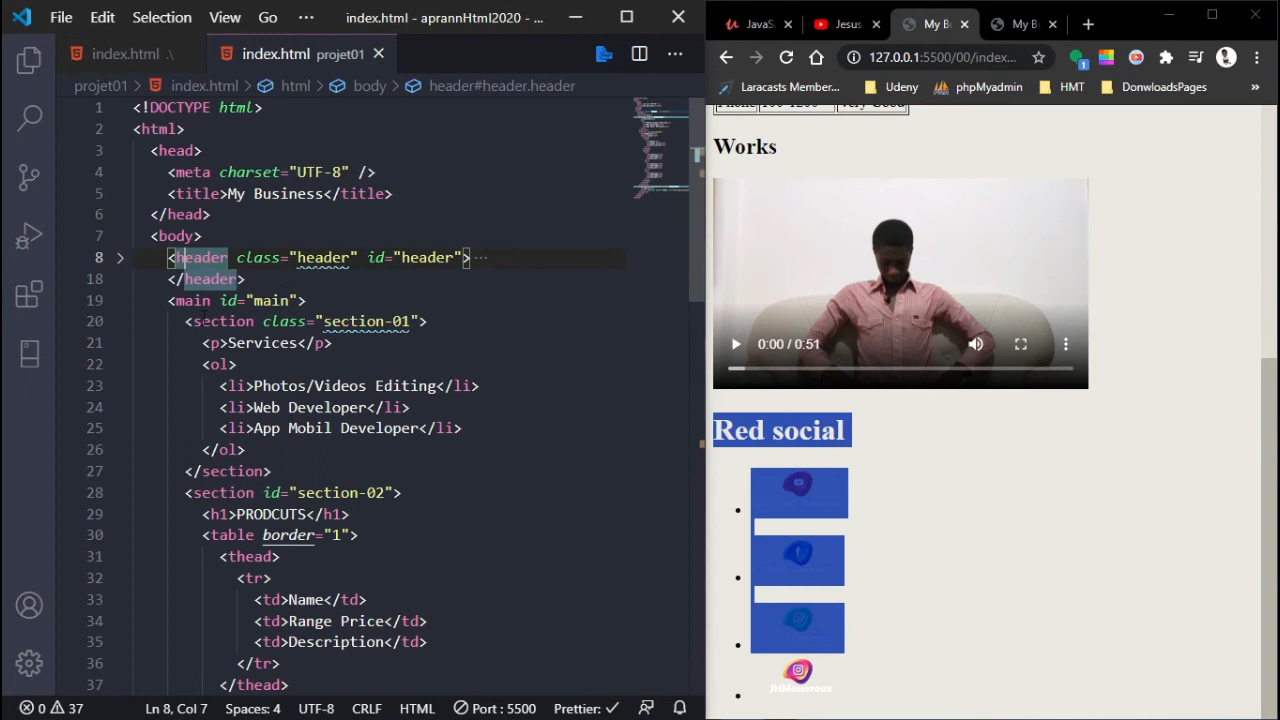 File Edit Selection View Go ··· index.html - aprannHtml2020 - ...
index.html .\ index.html projet01
projet01 > index.html > html > body > header#header.header
1 <!DOCTYPE html>
2 <html>
3 <head>
4 <meta charset="UTF-8" />
5 <title>My Business</title>
6 </head>
7 <body>
8 <header class="header" id="header">···
18 </header>
19 <main id="main">
20 <section class="section-01">
21 <p>Services</p>
22 <ol>
23 <li>Photos/Videos Editing</li>
24 <li>Web Developer</li>
25 <li>App Mobil Developer</li>
26 </ol>
27 </section>
28 <section id="section-02">
29 <h1>PRODCUTS</h1>
30 <table border="1">
31 <thead>
32 <tr>
33 <td>Name</td>
34 <td>Range Price</td>
35 <td>Description</td>
36 </tr>
37 </thead>
0 37 Ln 8, Col 7 Spaces: 4 UTF-8 CRLF HTML Port : 5500 Prettier: ✓
JavaS Jesus My B My B
127.0.0.1:5500/00/index... 1
Laracasts Member... Udeny phpMyadmin HMT DonwloadsPages »
Works
0:00 / 0:51
Red social